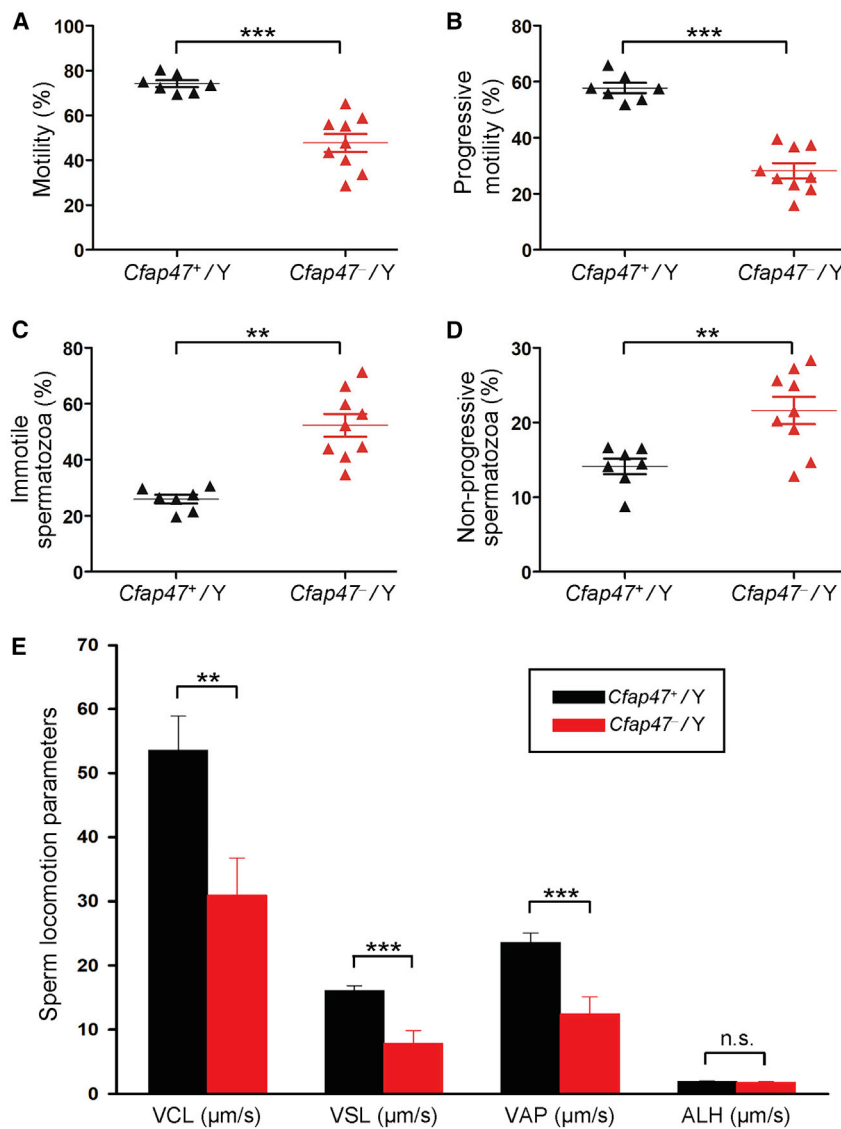 A
***
100
80
60
40
20
0
Motility (%)
Cfap47⁺/Y
Cfap47⁻/Y
B
***
80
60
40
20
0
Progressive
motility (%)
Cfap47⁺/Y
Cfap47⁻/Y
C
**
80
60
40
20
0
Immotile
spermatozoa (%)
Cfap47⁺/Y
Cfap47⁻/Y
D
**
30
20
10
0
Non-progressive
spermatozoa (%)
Cfap47⁺/Y
Cfap47⁻/Y
E
70
60
50
40
30
20
10
0
Sperm locomotion parameters
Cfap47⁺/Y
Cfap47⁻/Y
**
***
***
n.s.
VCL (µm/s)
VSL (µm/s)
VAP (µm/s)
ALH (µm/s)